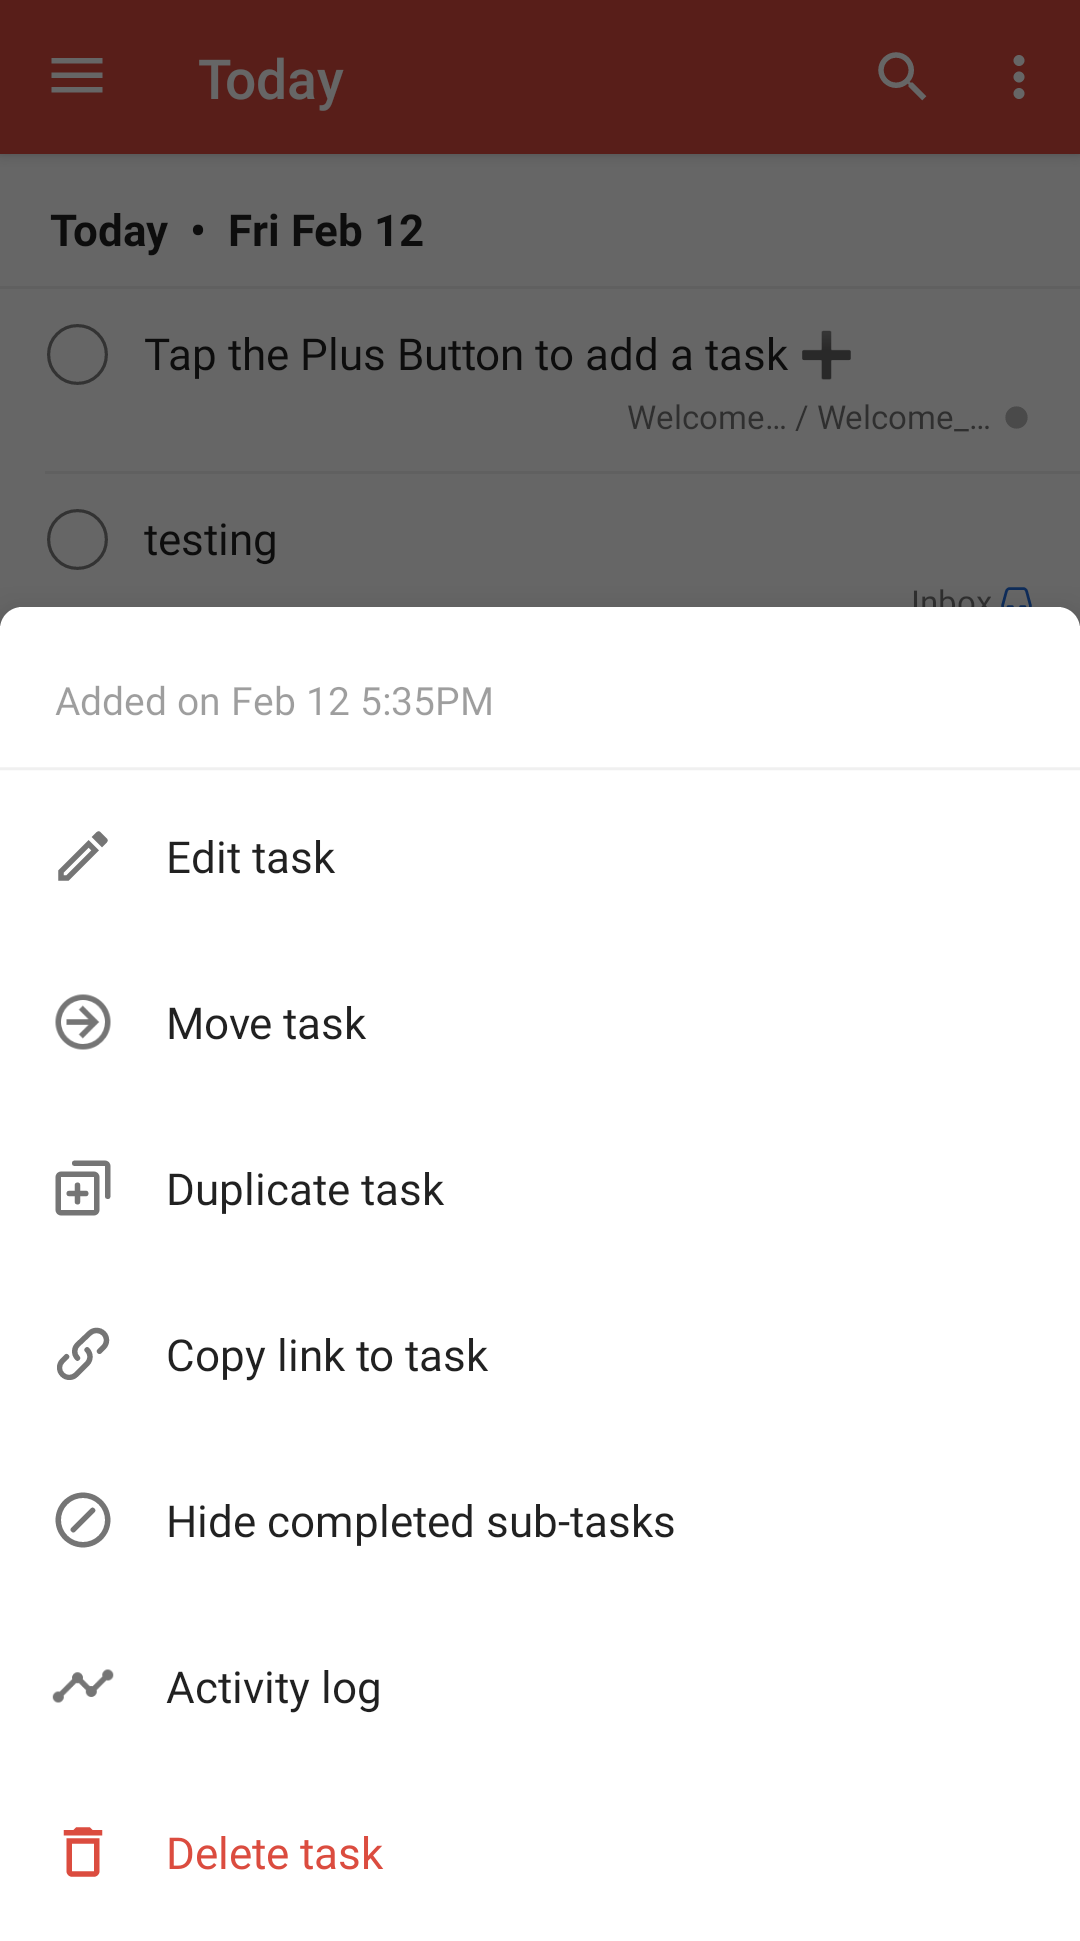 Today
Today • Fri Feb 12
Tap the Plus Button to add a task ➕
Welcome... / Welcome_...
testing
Inbox
Added on Feb 12 5:35PM
Edit task
Move task
Duplicate task
Copy link to task
Hide completed sub-tasks
Activity log
Delete task